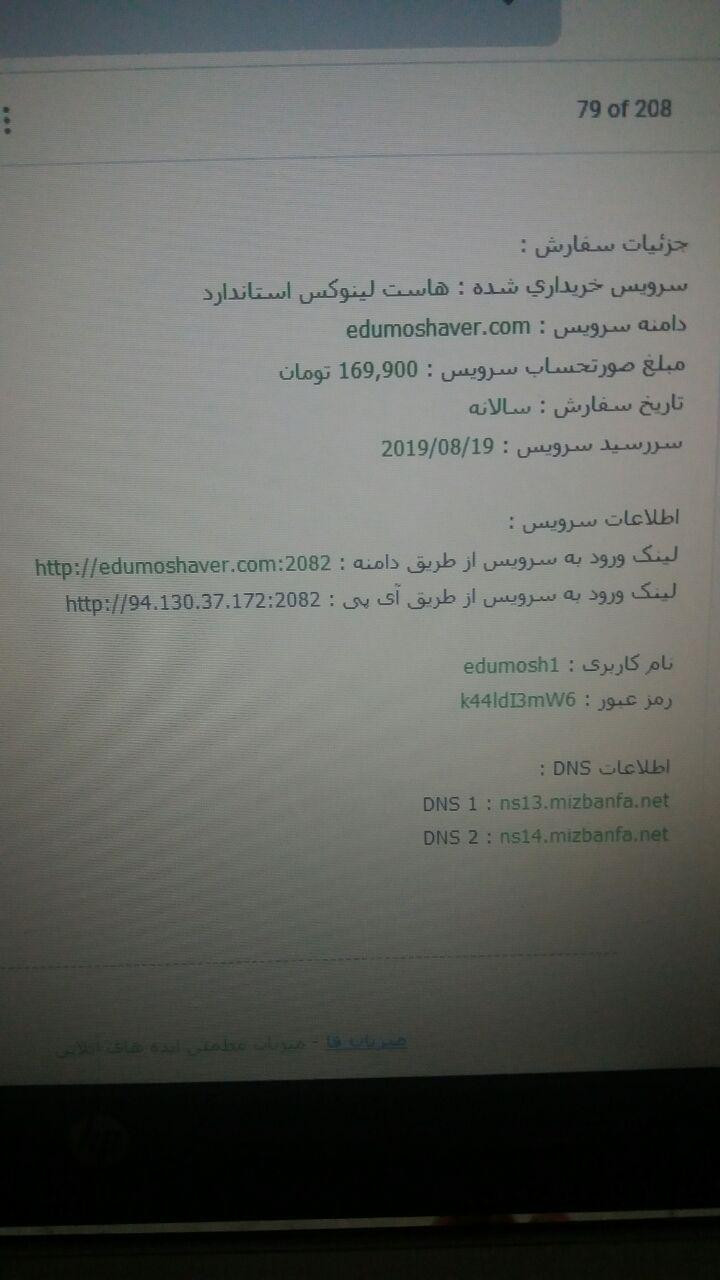 79 of 208
جزئیات سفارش :
سرویس خریداري شده : هاست لینوکس استاندارد
دامنه سرویس : edumoshaver.com
مبلغ صورتحساب سرویس : 169,900 تومان
تاریخ سفارش : سالانه
سررسید سرویس : 2019/08/19
اطلاعات سرویس :
لینک ورود به سرویس از طریق دامنه : http://edumoshaver.com:2082
لینک ورود به سرویس از طریق آی پی : http://94.130.37.172:2082
نام کاربری : edumosh1
رمز عبور : k44ldI3mW6
اطلاعات DNS :
DNS 1 : ns13.mizbanfa.net
DNS 2 : ns14.mizbanfa.net
میزبان فا - میزبان مطمئن ایده های آنلاین
hp